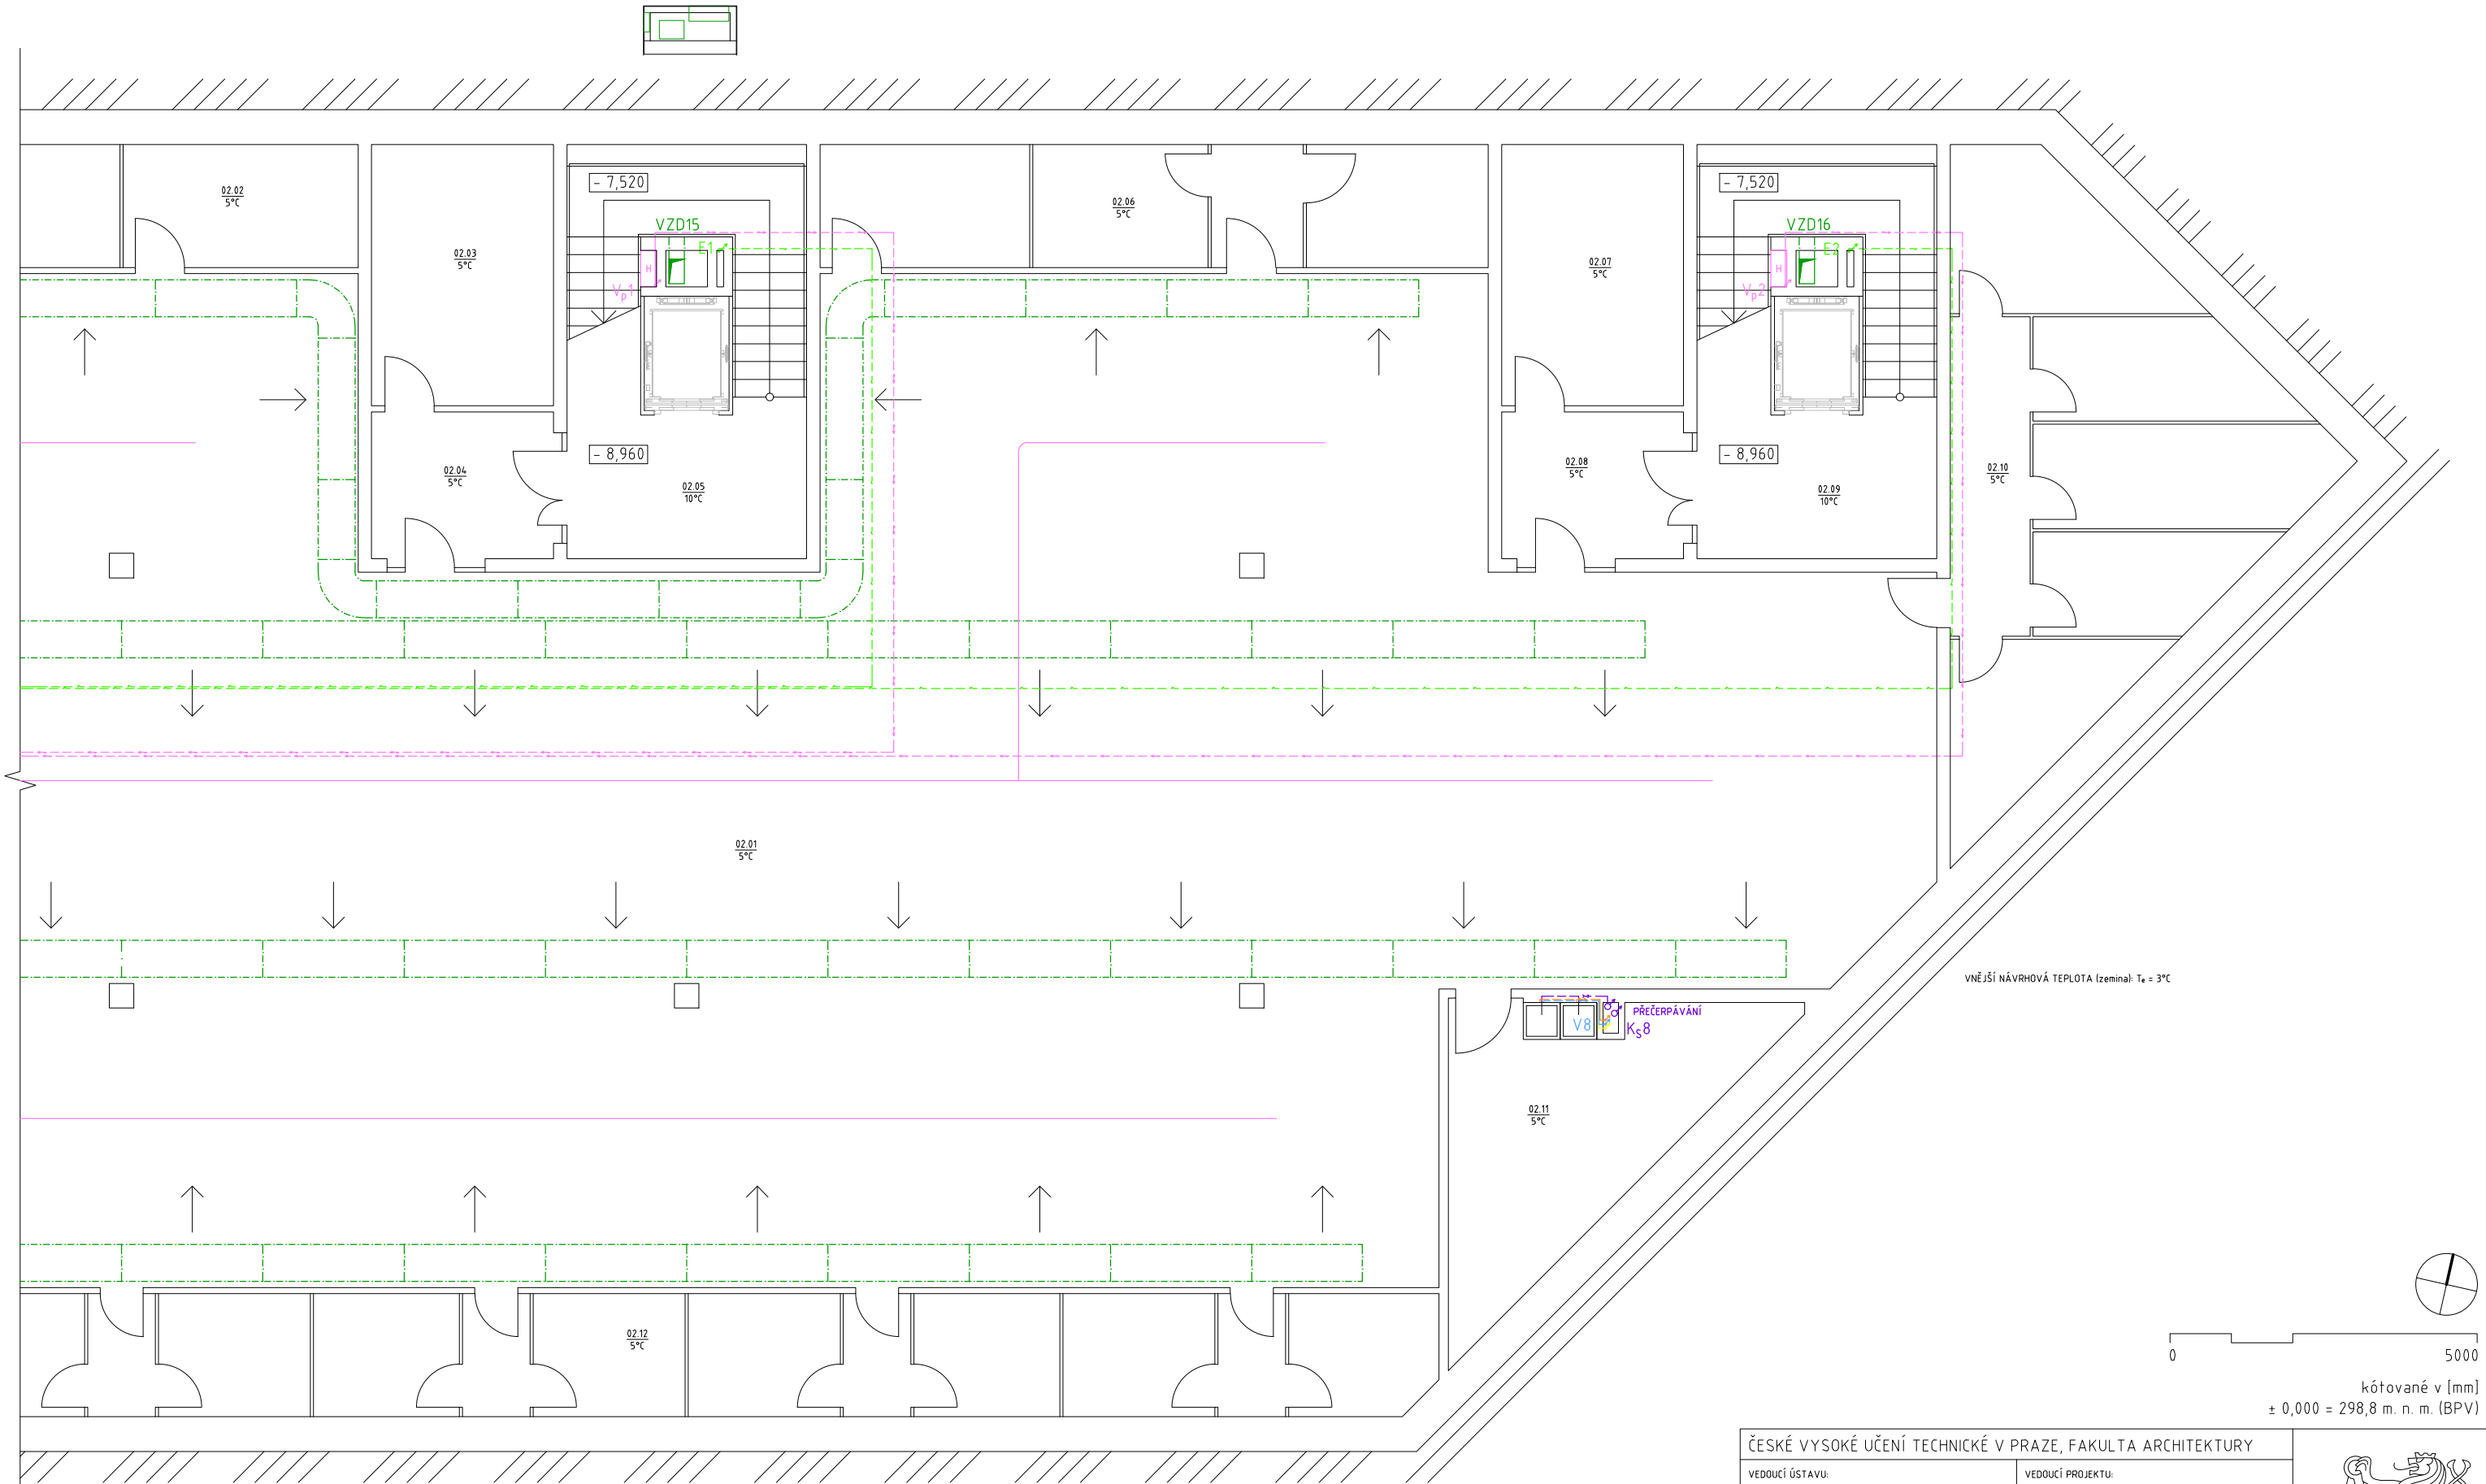 - 7,520
- 7,520
02.02
5°C
VZD15
VZD16
02.06
5°C
E1
E2
02.03
5°C
02.07
5°C
H
H
Vp1
Vp2
- 8,960
- 8,960
02.04
5°C
02.05
10°C
02.08
5°C
02.09
10°C
02.10
5°C
02.01
5°C
VNĚJŠÍ NÁVRHOVÁ TEPLOTA (zemina): Te = 3°C
PŘEČERPÁVÁNÍ
V8
KS8
02.11
5°C
02.12
5°C
0 5000
kótované v [mm]
± 0,000 = 298,8 m. n. m. (BPV)
ČESKÉ VYSOKÉ UČENÍ TECHNICKÉ V PRAZE, FAKULTA ARCHITEKTURY
VEDOUCÍ ÚSTAVU:
VEDOUCÍ PROJEKTU: